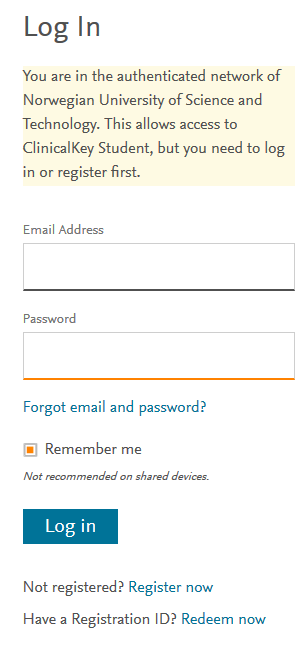 Log In
You are in the authenticated network of
Norwegian University of Science and
Technology. This allows access to
ClinicalKey Student, but you need to log
in or register first.
Email Address
Password
Forgot email and password?
Remember me
Not recommended on shared devices.
Log in
Not registered? Register now
Have a Registration ID? Redeem now